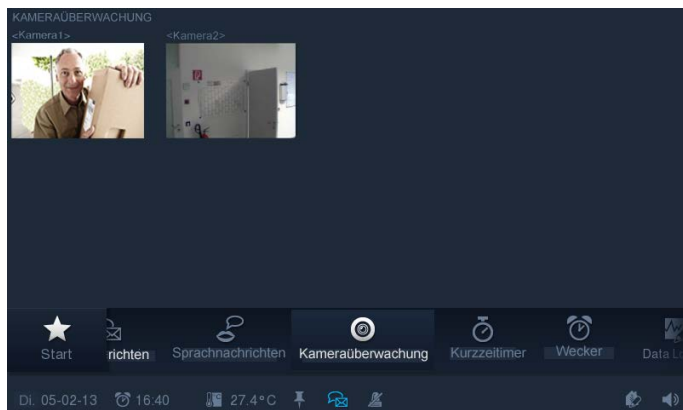 KAMERAÜBERWACHUNG
<Kamera1> <Kamera2>
Start richten Sprachnachrichten Kameraüberwachung Kurzzeitimer Wecker Data Lo
Di. 05-02-13 16:40 27.4°C